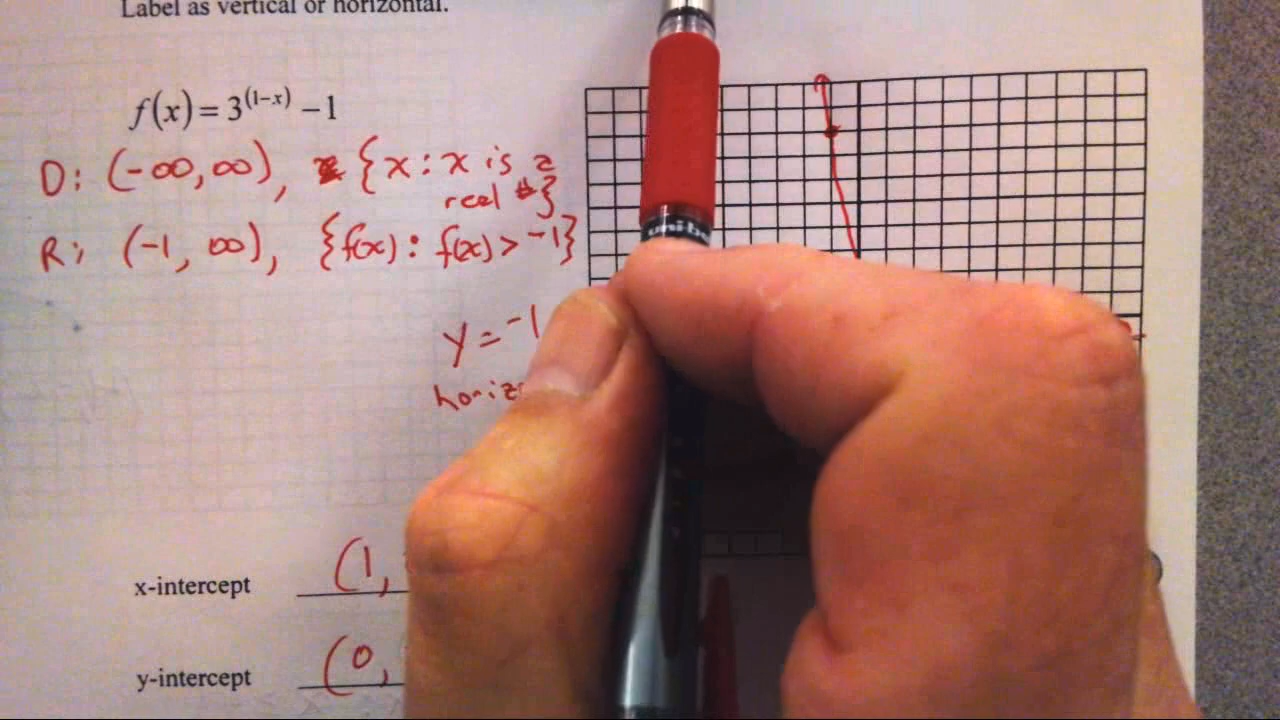 Label as vertical or horizontal.
f(x) = 3^(1−x) − 1
D: (-∞, ∞), {x : x is a
real #}
R: (-1, ∞), {f(x) : f(x) > -1}
y = -1
x-intercept (1,
y-intercept (0,